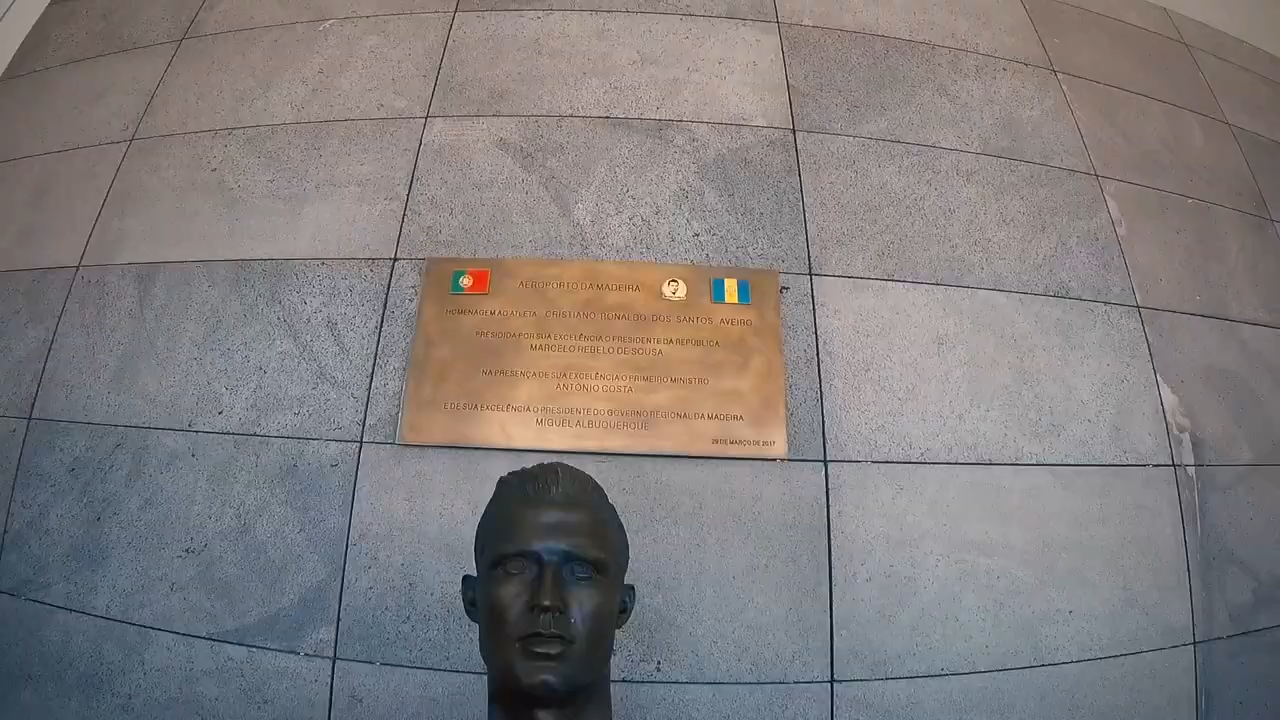 AEROPORTO DA MADEIRA
HOMENAGEM AO ATLETA CRISTIANO RONALDO DOS SANTOS AVEIRO
PRESIDIDA POR SUA EXCELÊNCIA O PRESIDENTE DA REPÚBLICA
MARCELO REBELO DE SOUSA
NA PRESENÇA DE SUA EXCELÊNCIA O PRIMEIRO MINISTRO
ANTÓNIO COSTA
E DE SUA EXCELÊNCIA O PRESIDENTE DO GOVERNO REGIONAL DA MADEIRA
MIGUEL ALBUQUERQUE
29 DE MARÇO DE 2017